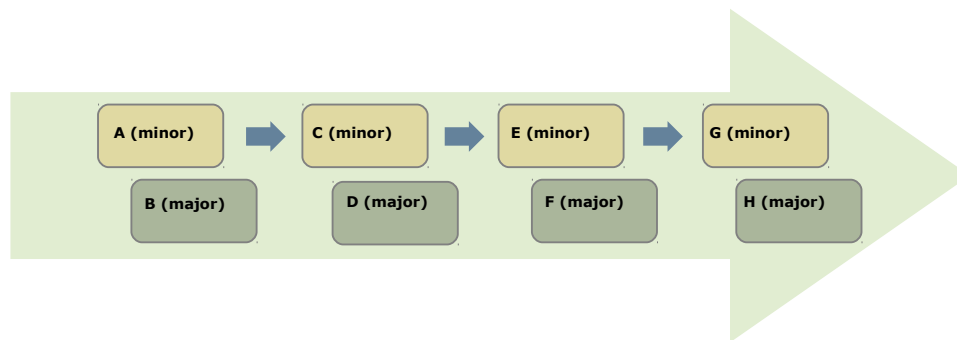 A (minor)
C (minor)
E (minor)
G (minor)
B (major)
D (major)
F (major)
H (major)